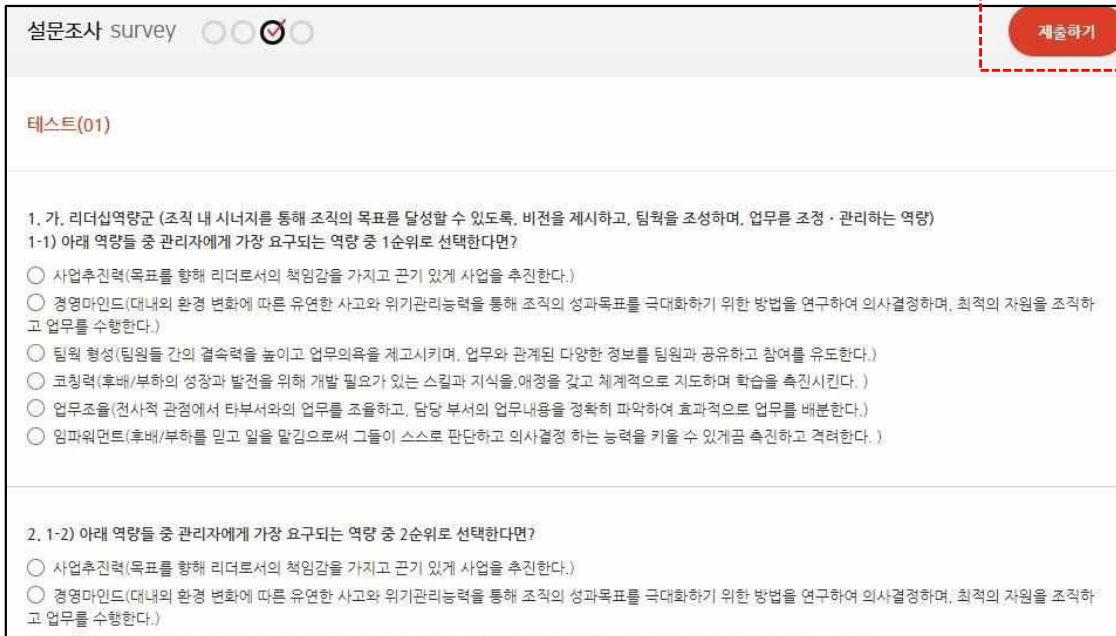 설문조사 survey
제출하기
테스트(01)
1. 가. 리더십역량군 (조직 내 시너지를 통해 조직의 목표를 달성할 수 있도록, 비전을 제시하고, 팀웍을 조성하며, 업무를 조정 · 관리하는 역량)
1-1) 아래 역량들 중 관리자에게 가장 요구되는 역량 중 1순위로 선택한다면?
사업추진력(목표를 향해 리더로서의 책임감을 가지고 끈기 있게 사업을 추진한다.)
경영마인드(대내외 환경 변화에 따른 유연한 사고와 위기관리능력을 통해 조직의 성과목표를 극대화하기 위한 방법을 연구하여 의사결정하며, 최적의 자원을 조직하
고 업무를 수행한다.)
팀웍 형성(팀원들 간의 결속력을 높이고 업무의욕을 제고시키며, 업무와 관계된 다양한 정보를 팀원과 공유하고 참여를 유도한다.)
코칭력(후배/부하의 성장과 발전을 위해 개발 필요가 있는 스킬과 지식을,애정을 갖고 체계적으로 지도하며 학습을 촉진시킨다. )
업무조율(전사적 관점에서 타부서와의 업무를 조율하고, 담당 부서의 업무내용을 정확히 파악하여 효과적으로 업무를 배분한다.)
임파워먼트(후배/부하를 믿고 일을 맡김으로써 그들이 스스로 판단하고 의사결정 하는 능력을 키울 수 있게끔 촉진하고 격려한다. )
2. 1-2) 아래 역량들 중 관리자에게 가장 요구되는 역량 중 2순위로 선택한다면?
사업추진력(목표를 향해 리더로서의 책임감을 가지고 끈기 있게 사업을 추진한다.)
경영마인드(대내외 환경 변화에 따른 유연한 사고와 위기관리능력을 통해 조직의 성과목표를 극대화하기 위한 방법을 연구하여 의사결정하며, 최적의 자원을 조직하
고 업무를 수행한다.)